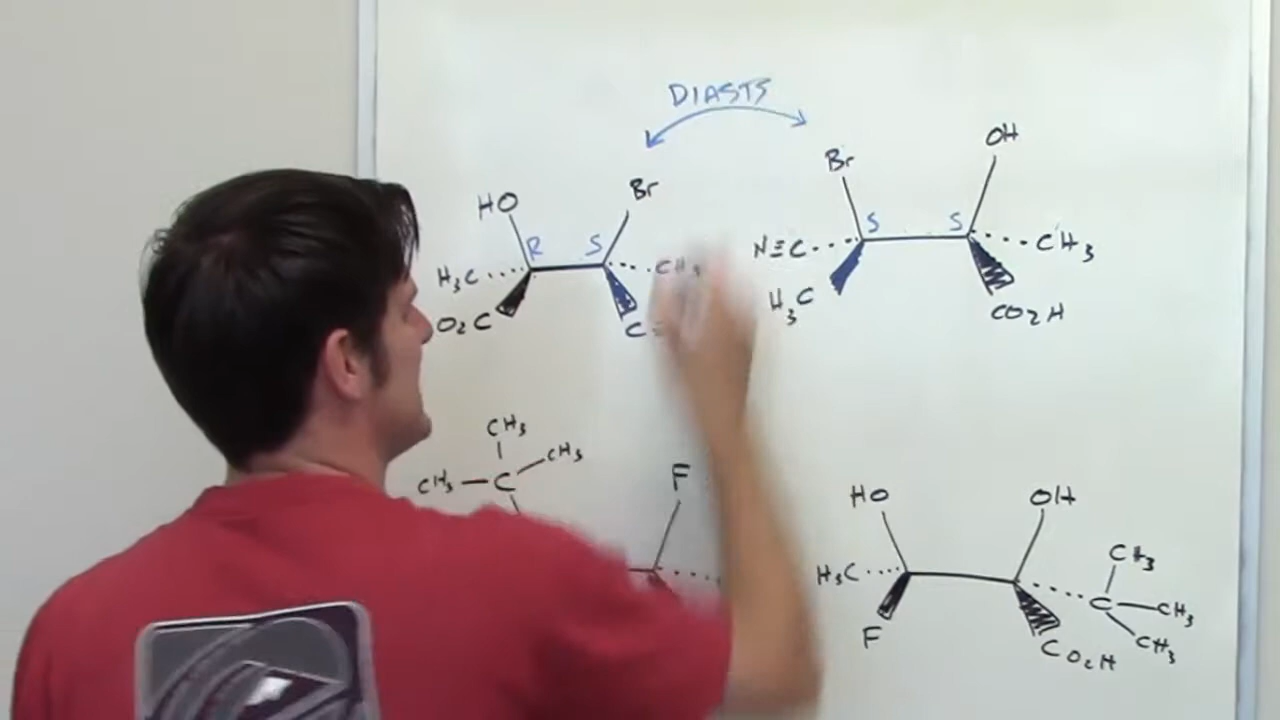 DIASTS
HO Br
R S
H3C CH3
O2C C
Br OH
S S
N≡C CH3
H3C CO2H
CH3
CH3 C CH3
F
HO OH
H3C CH3
C CH3
F CO2H CH3